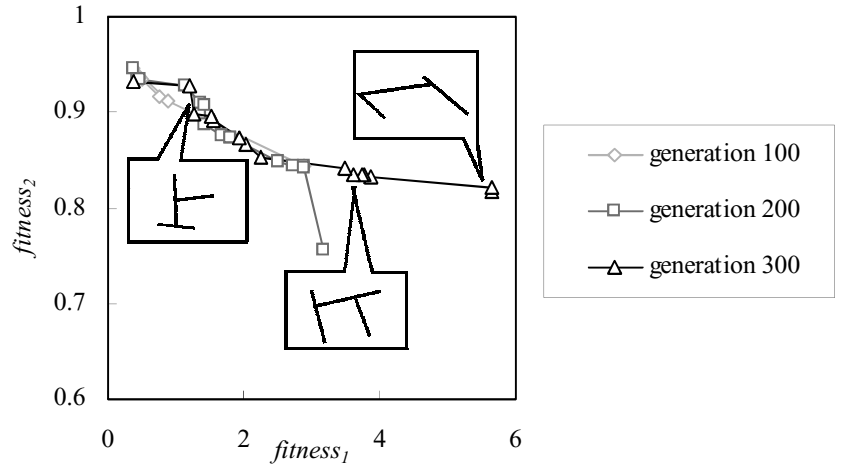 1
0.9
0.8
0.7
0.6
fitness2
0
2
4
6
fitness1
generation 100
generation 200
generation 300